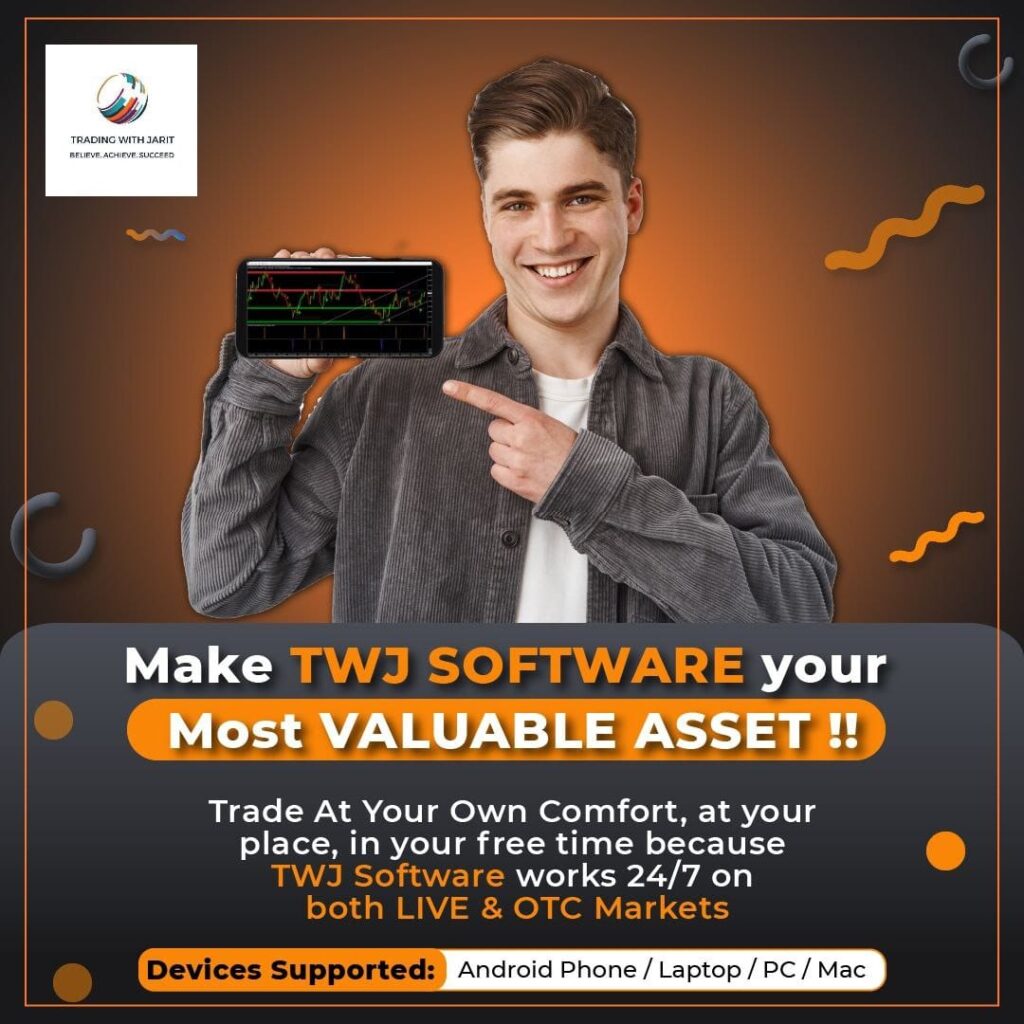 TRADING WITH JARIT
BELIEVE. ACHIEVE. SUCCEED
Make TWJ SOFTWARE your
Most VALUABLE ASSET !!
Trade At Your Own Comfort, at your
place, in your free time because
TWJ Software works 24/7 on
both LIVE & OTC Markets
Devices Supported: Android Phone / Laptop / PC / Mac